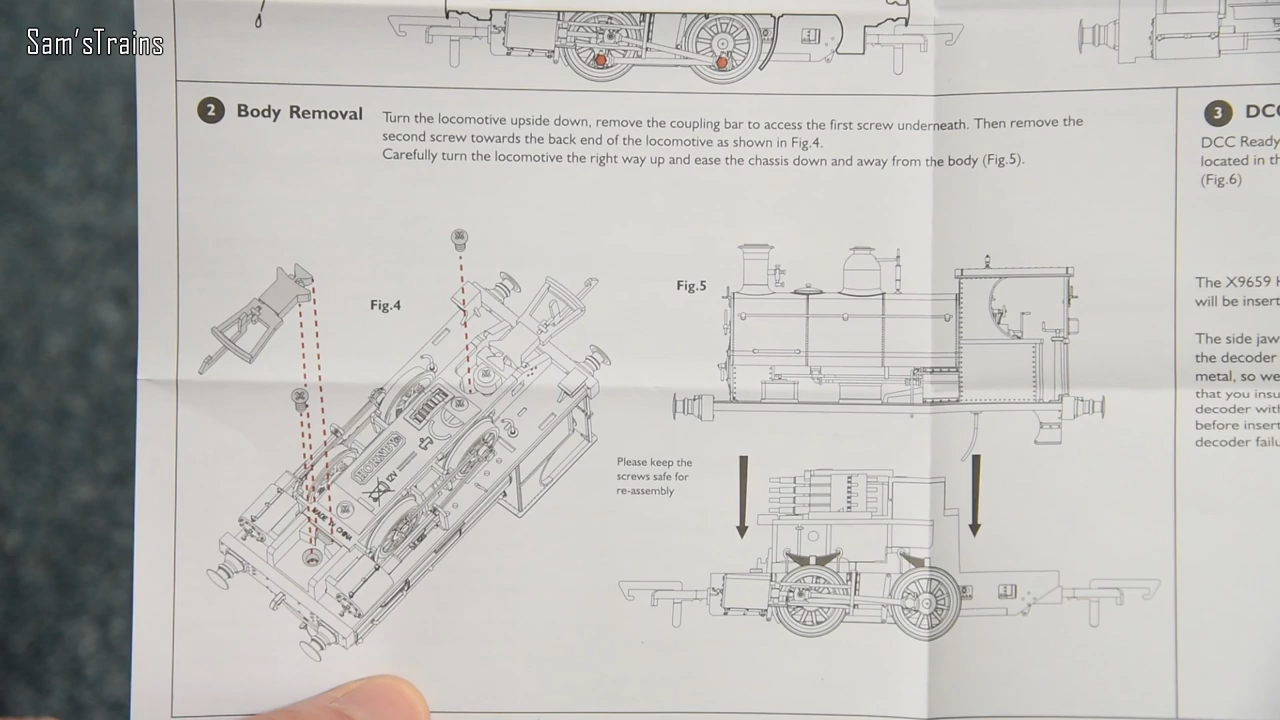 Sam'sTrains
2 Body Removal
Turn the locomotive upside down, remove the coupling bar to access the first screw underneath. Then remove the
second screw towards the back end of the locomotive as shown in Fig.4.
Carefully turn the locomotive the right way up and ease the chassis down and away from the body (Fig.5).
Fig.4
HORNBY
12V
MADE IN CHINA
Fig.5
Please keep the
screws safe for
re-assembly
3 DCC
DCC Ready
located in th
(Fig.6)
The X9659 H
will be insert
The side jaw
the decoder
metal, so we
that you insu
decoder with
before insert
decoder failu